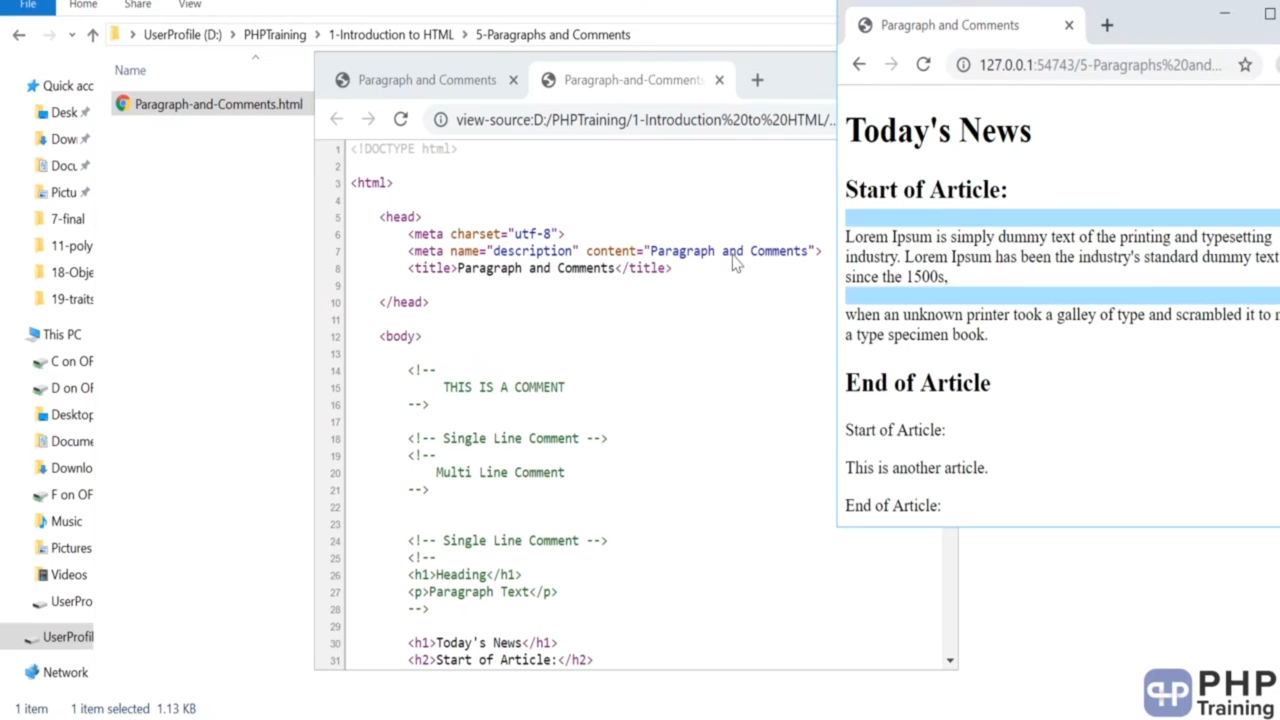 File Home Share View
UserProfile (D:) > PHPTraining > 1-Introduction to HTML > 5-Paragraphs and Comments
Name
Paragraph-and-Comments.html
Quick acc
Desk
Dow
Docu
Pictu
7-final
11-poly
18-Obje
19-traits
This PC
C on OF
D on OF
Desktop
Docume
Downlo
F on OF
Music
Pictures
Videos
UserPro
UserProfil
Network
1 item 1 item selected 1.13 KB
Paragraph and Comments Paragraph-and-Comments
view-source:D:/PHPTraining/1-Introduction%20to%20HTML/...
1 <!DOCTYPE html>
2
3 <html>
4
5 <head>
6 <meta charset="utf-8">
7 <meta name="description" content="Paragraph and Comments">
8 <title>Paragraph and Comments</title>
9
10 </head>
11
12 <body>
13
14 <!--
15 THIS IS A COMMENT
16 -->
17
18 <!-- Single Line Comment -->
19 <!--
20 Multi Line Comment
21 -->
22
23
24 <!-- Single Line Comment -->
25 <!--
26 <h1>Heading</h1>
27 <p>Paragraph Text</p>
28 -->
29
30 <h1>Today's News</h1>
31 <h2>Start of Article:</h2>
Paragraph and Comments
127.0.0.1:54743/5-Paragraphs%20and...
Today's News
Start of Article:
Lorem Ipsum is simply dummy text of the printing and typesetting
industry. Lorem Ipsum has been the industry's standard dummy text
since the 1500s,
when an unknown printer took a galley of type and scrambled it to
a type specimen book.
End of Article
Start of Article:
This is another article.
End of Article:
PHP
Training